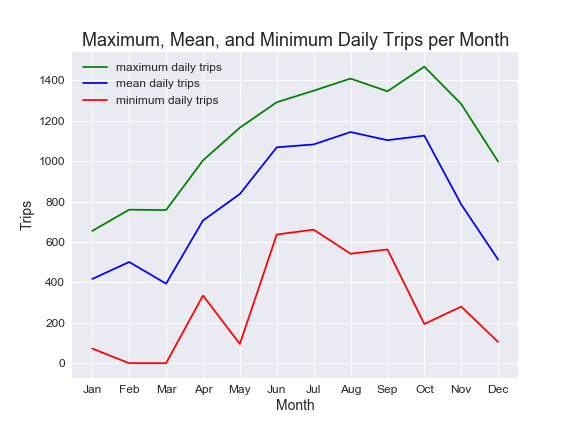 Maximum, Mean, and Minimum Daily Trips per Month
maximum daily trips
mean daily trips
minimum daily trips
1400
1200
1000
800
600
400
200
0
Trips
Jan Feb Mar Apr May Jun Jul Aug Sep Oct Nov Dec
Month